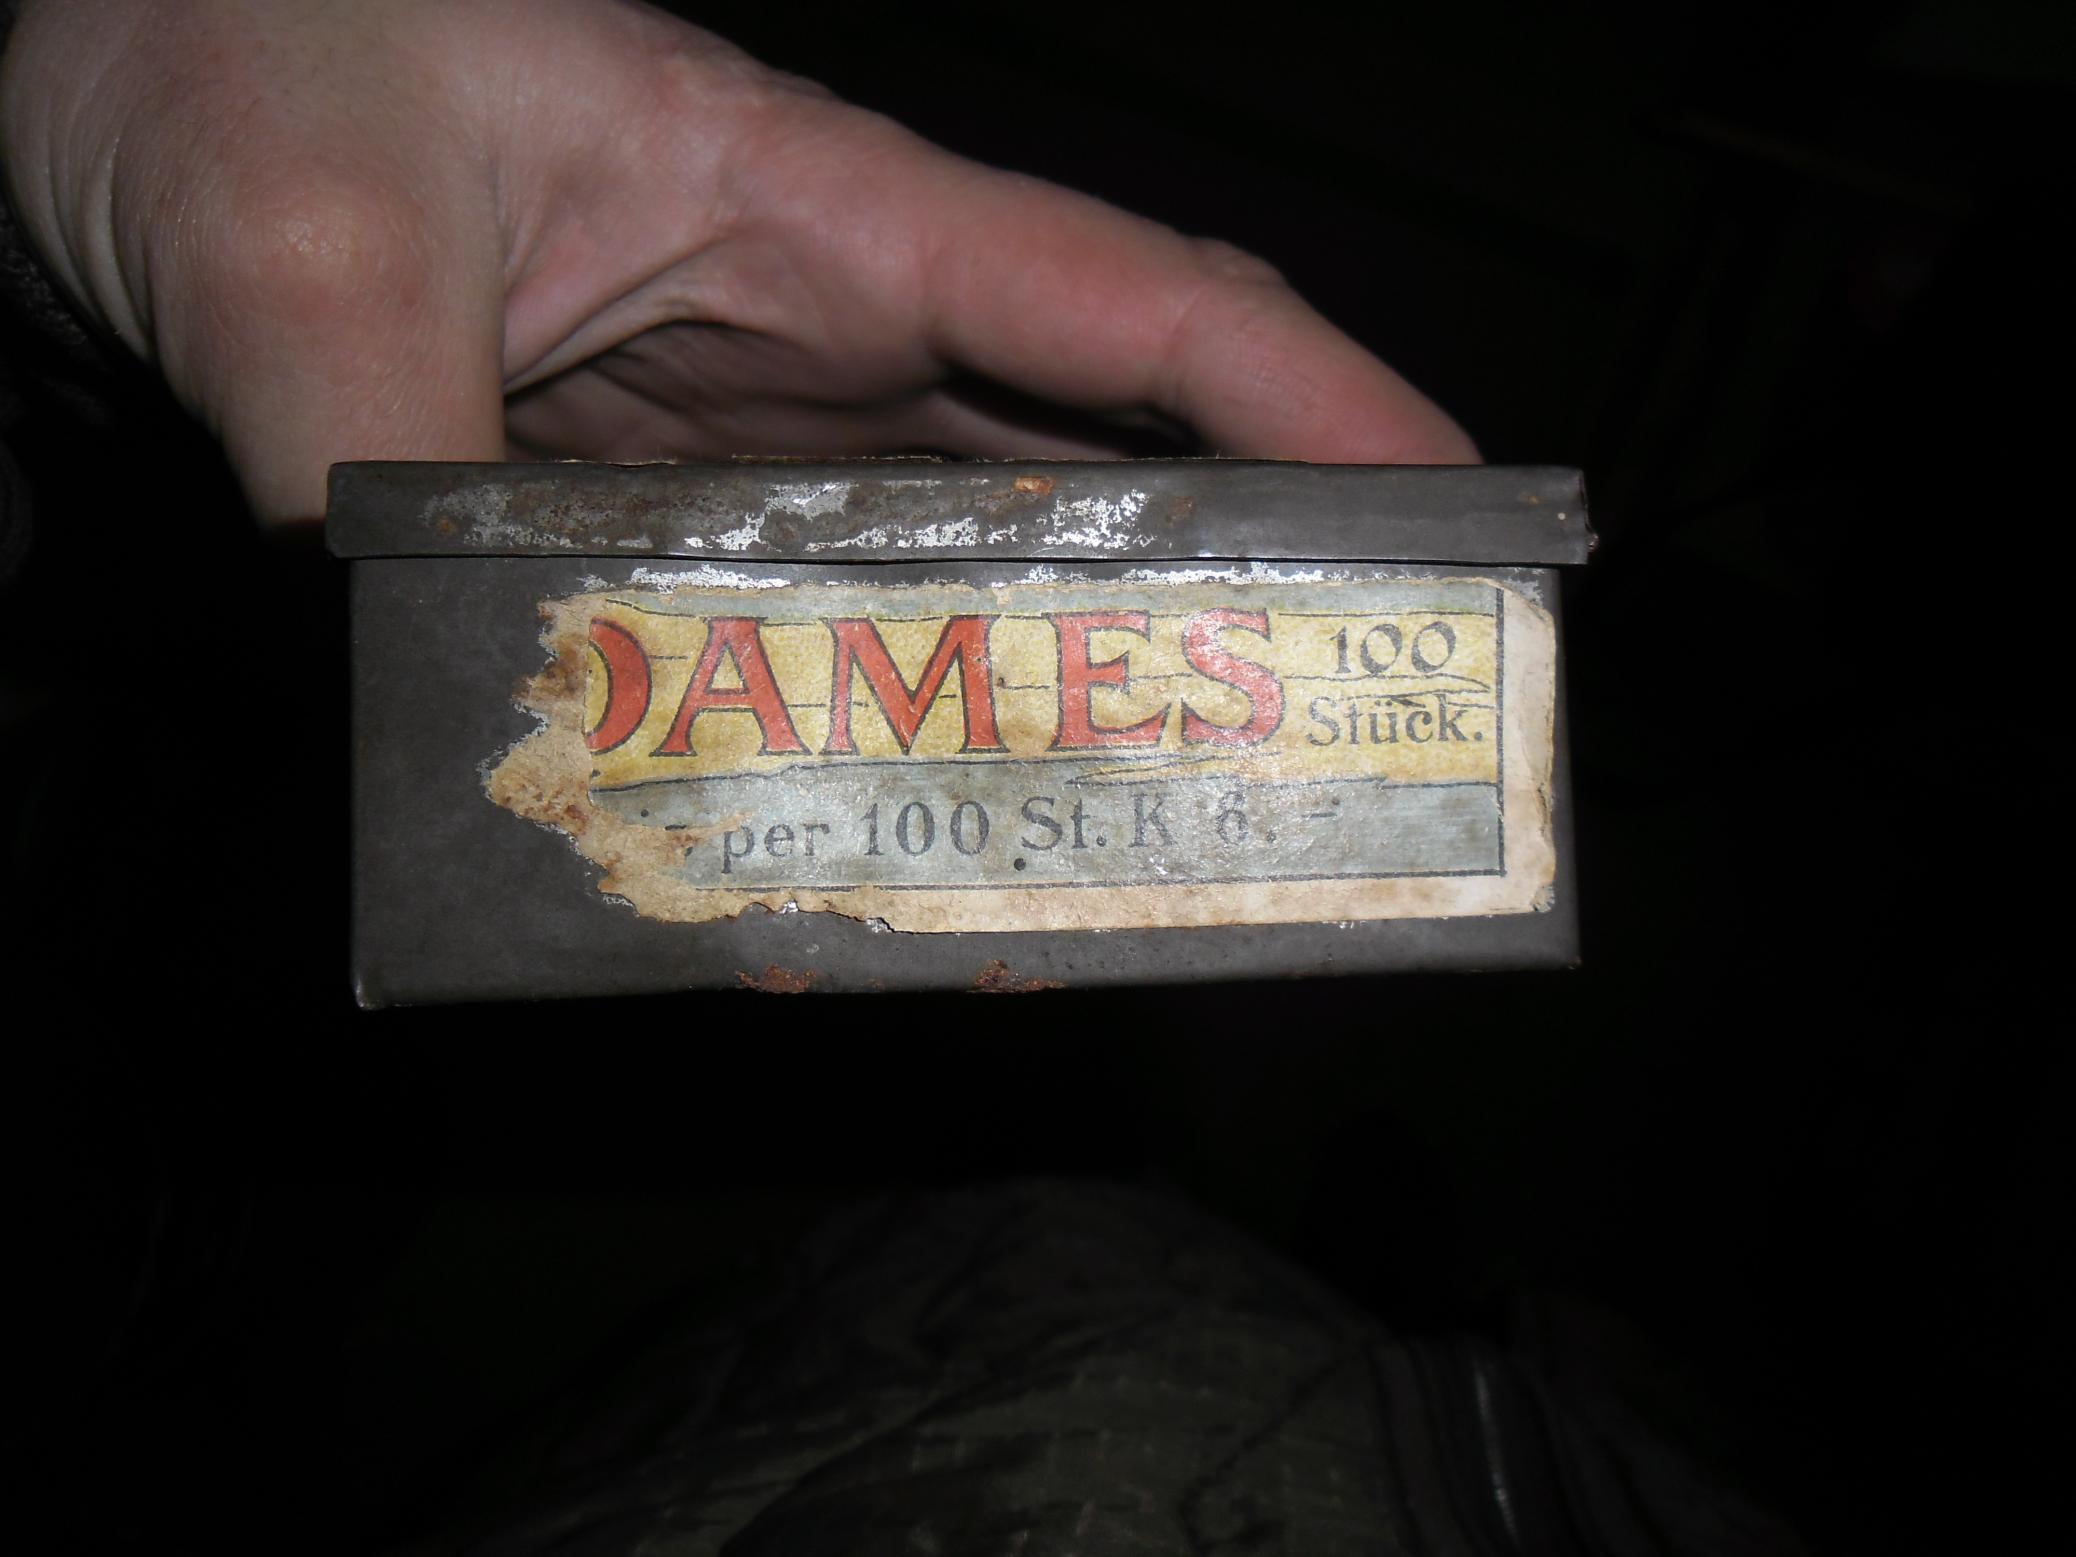 DAMES
100
Stück.
per 100 St. K 8.-